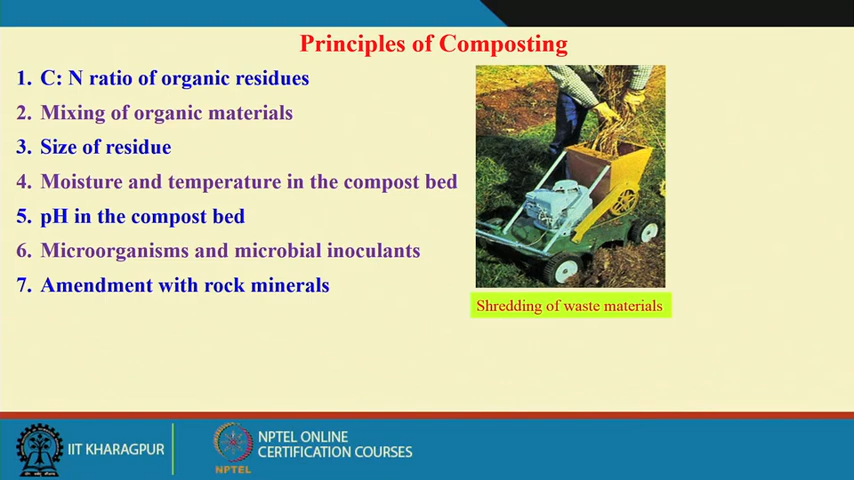 Principles of Composting
1. C: N ratio of organic residues
2. Mixing of organic materials
3. Size of residue
4. Moisture and temperature in the compost bed
5. pH in the compost bed
6. Microorganisms and microbial inoculants
7. Amendment with rock minerals
Shredding of waste materials
IIT KHARAGPUR
NPTEL
NPTEL ONLINE
CERTIFICATION COURSES